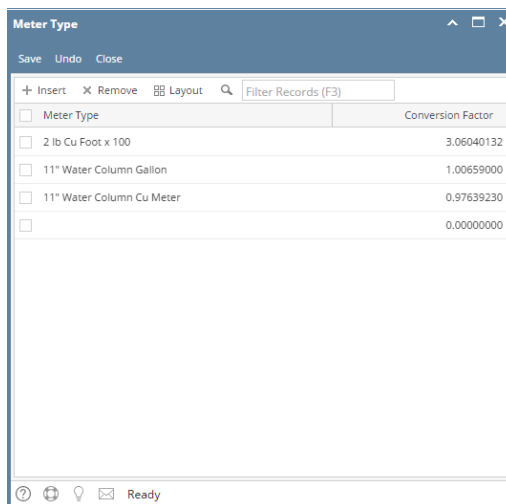 Meter Type
Save Undo Close
Insert Remove Layout Filter Records (F3)
Meter Type Conversion Factor
2 lb Cu Foot x 100 3.06040132
11" Water Column Gallon 1.00659000
11" Water Column Cu Meter 0.97639230
0.00000000
Ready